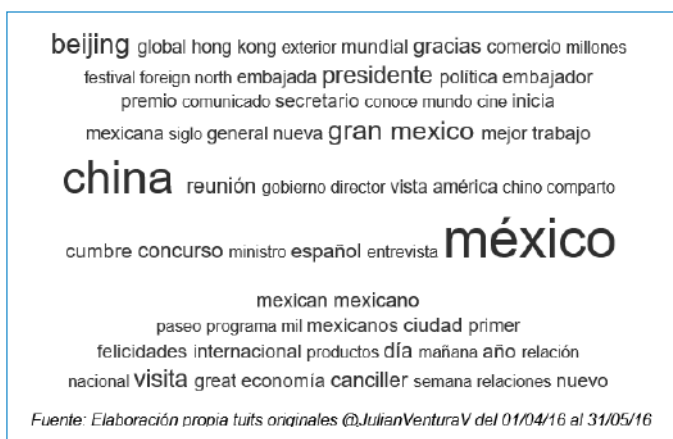 beijing global hong kong exterior mundial gracias comercio millones
festival foreign north embajada presidente política embajador
premio comunicado secretario conoce mundo cine inicia
mexicana siglo general nueva gran mexico mejor trabajo
china reunión gobierno director vista américa chino comparto
cumbre concurso ministro español entrevista méxico
mexican mexicano
paseo programa mil mexicanos ciudad primer
felicidades internacional productos día mañana año relación
nacional visita great economía canciller semana relaciones nuevo
Fuente: Elaboración propia tuits originales @JulianVenturaV del 01/04/16 al 31/05/16